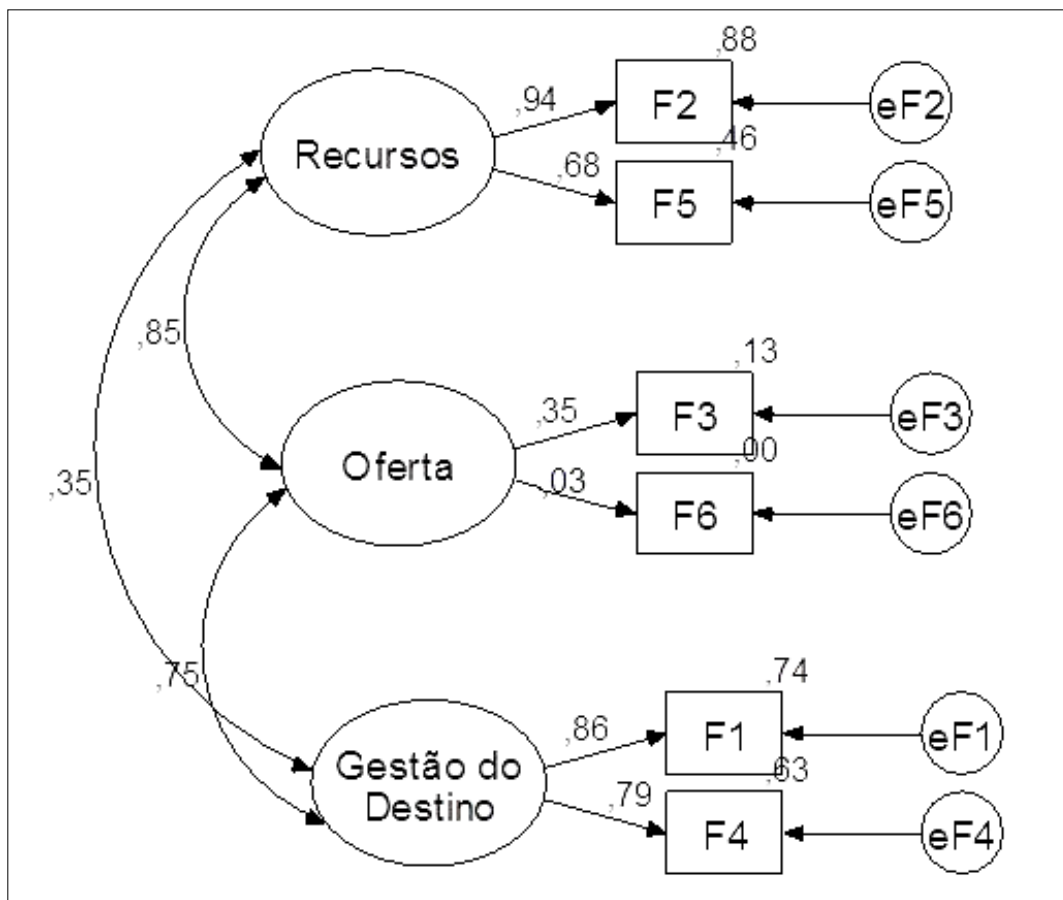 ,88
,94
F2
eF2
Recursos
,46
,68
F5
eF5
,85
,13
,35
F3
eF3
Oferta
,00
,35
,03
F6
eF6
,75
,74
,86
F1
eF1
Gestão do
Destino
,63
,79
F4
eF4